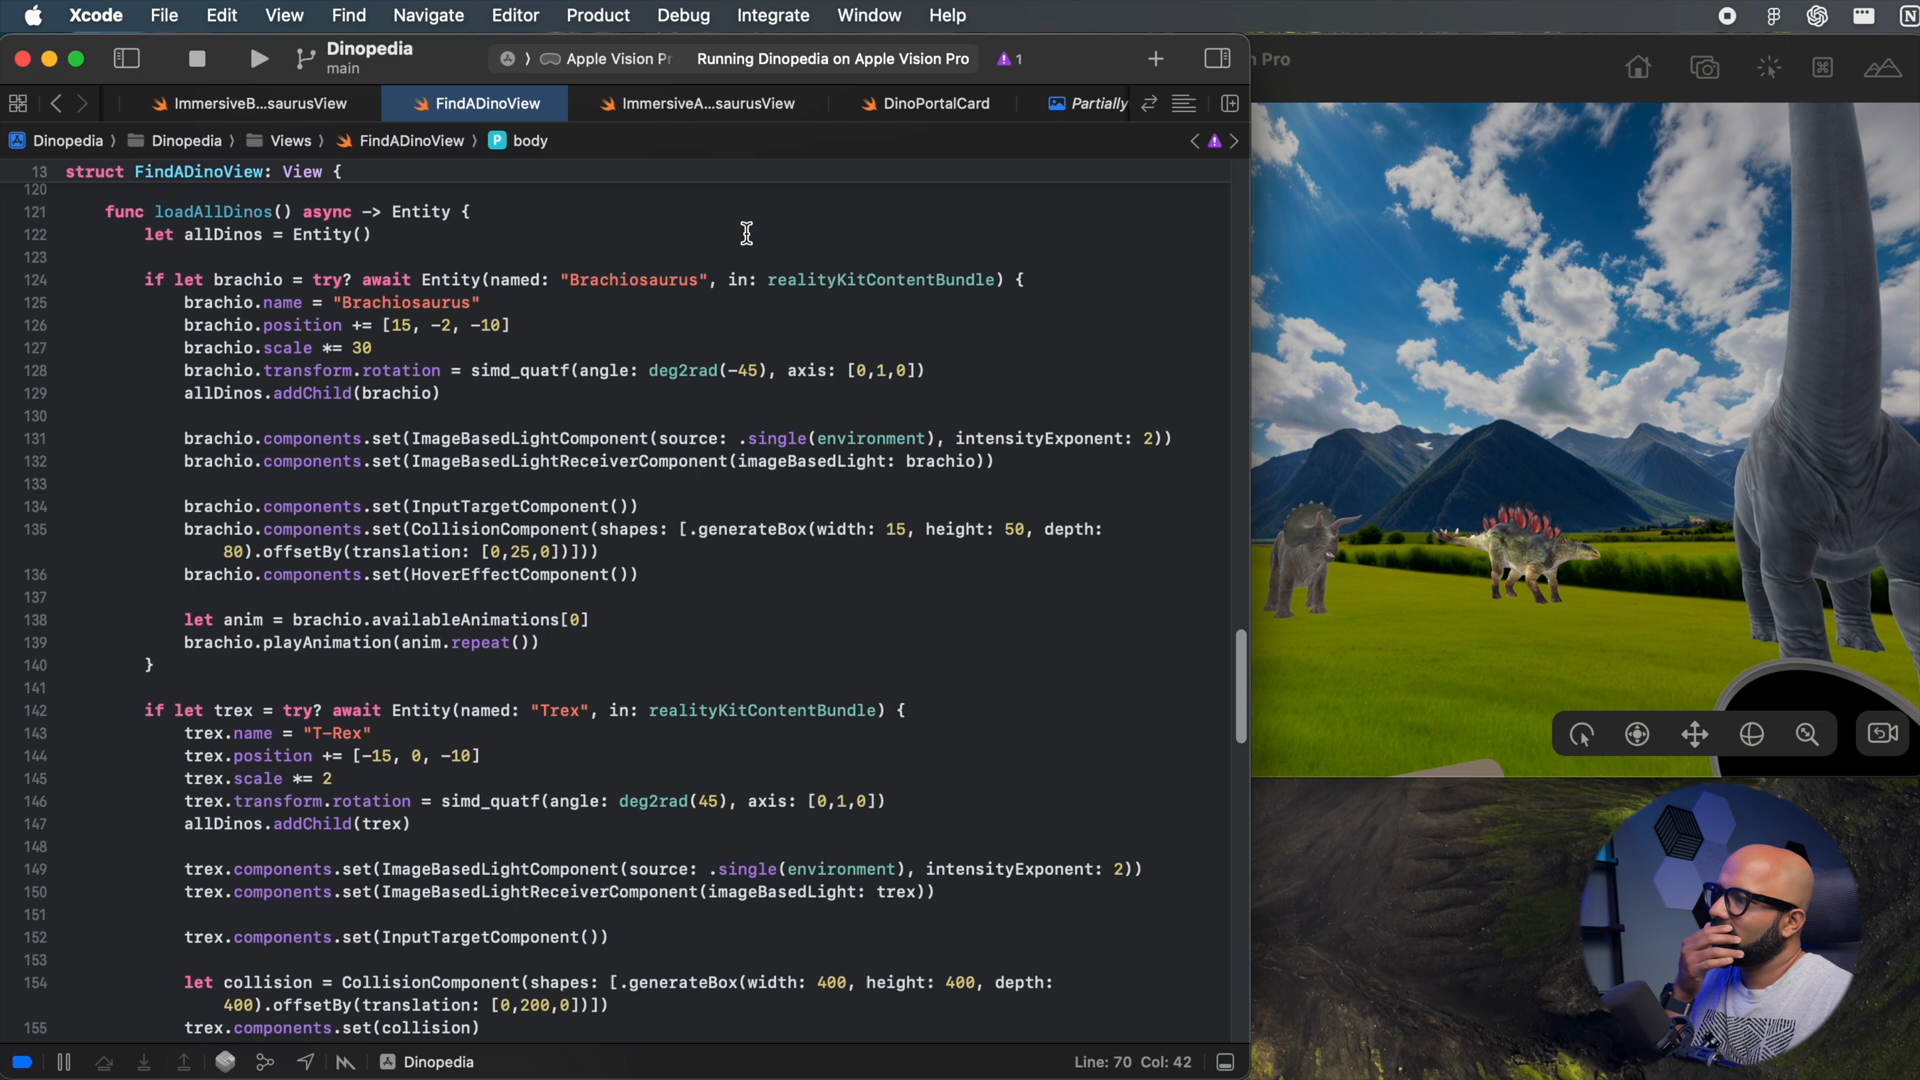 Xcode File Edit View Find Navigate Editor Product Debug Integrate Window Help
Dinopedia
main
Apple Vision Pr
Running Dinopedia on Apple Vision Pro
1
n Pro
ImmersiveB...saurusView
FindADinoView
ImmersiveA...saurusView
DinoPortalCard
Partially
Dinopedia ⟩ Dinopedia ⟩ Views ⟩ FindADinoView ⟩ P body
13 struct FindADinoView: View {
120
121 func loadAllDinos() async -> Entity {
122 let allDinos = Entity()
123
124 if let brachio = try? await Entity(named: "Brachiosaurus", in: realityKitContentBundle) {
125 brachio.name = "Brachiosaurus"
126 brachio.position += [15, -2, -10]
127 brachio.scale *= 30
128 brachio.transform.rotation = simd_quatf(angle: deg2rad(-45), axis: [0,1,0])
129 allDinos.addChild(brachio)
130
131 brachio.components.set(ImageBasedLightComponent(source: .single(environment), intensityExponent: 2))
132 brachio.components.set(ImageBasedLightReceiverComponent(imageBasedLight: brachio))
133
134 brachio.components.set(InputTargetComponent())
135 brachio.components.set(CollisionComponent(shapes: [.generateBox(width: 15, height: 50, depth:
80).offsetBy(translation: [0,25,0])]))
136 brachio.components.set(HoverEffectComponent())
137
138 let anim = brachio.availableAnimations[0]
139 brachio.playAnimation(anim.repeat())
140 }
141
142 if let trex = try? await Entity(named: "Trex", in: realityKitContentBundle) {
143 trex.name = "T-Rex"
144 trex.position += [-15, 0, -10]
145 trex.scale *= 2
146 trex.transform.rotation = simd_quatf(angle: deg2rad(45), axis: [0,1,0])
147 allDinos.addChild(trex)
148
149 trex.components.set(ImageBasedLightComponent(source: .single(environment), intensityExponent: 2))
150 trex.components.set(ImageBasedLightReceiverComponent(imageBasedLight: trex))
151
152 trex.components.set(InputTargetComponent())
153
154 let collision = CollisionComponent(shapes: [.generateBox(width: 400, height: 400, depth:
400).offsetBy(translation: [0,200,0])])
155 trex.components.set(collision)
Dinopedia
Line: 70 Col: 42